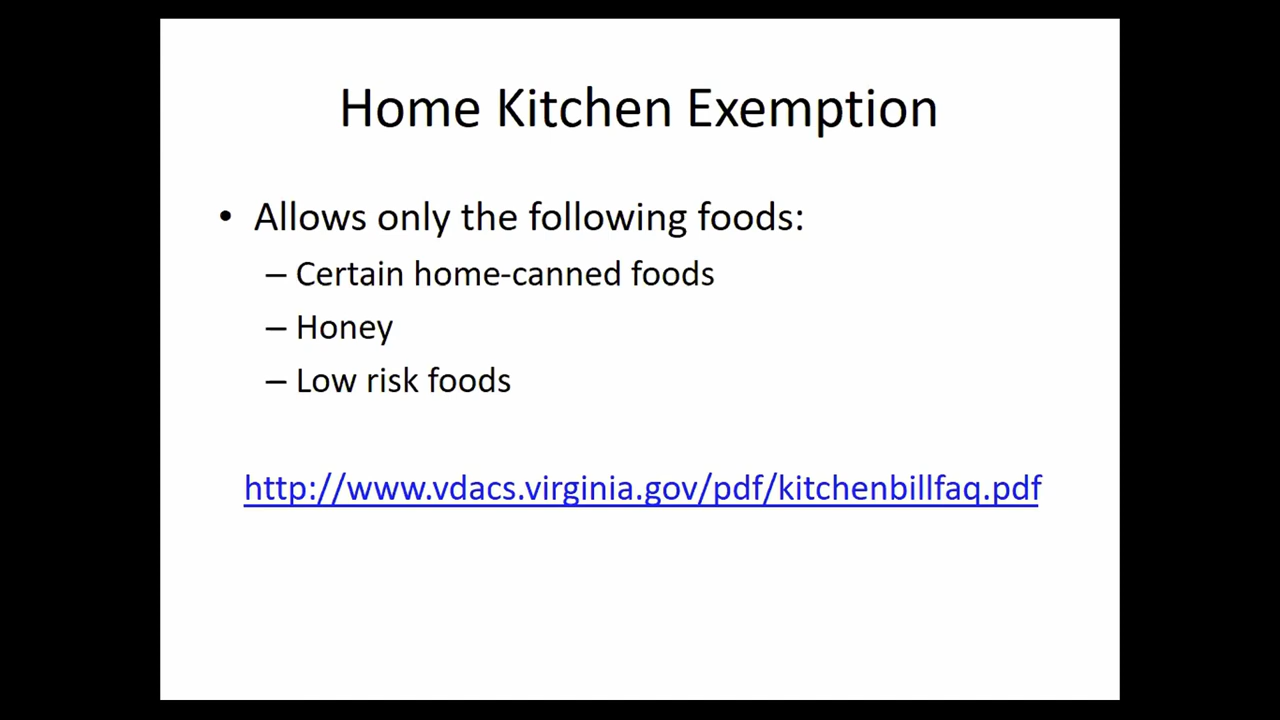 Home Kitchen Exemption
• Allows only the following foods:
– Certain home-canned foods
– Honey
– Low risk foods
http://www.vdacs.virginia.gov/pdf/kitchenbillfaq.pdf